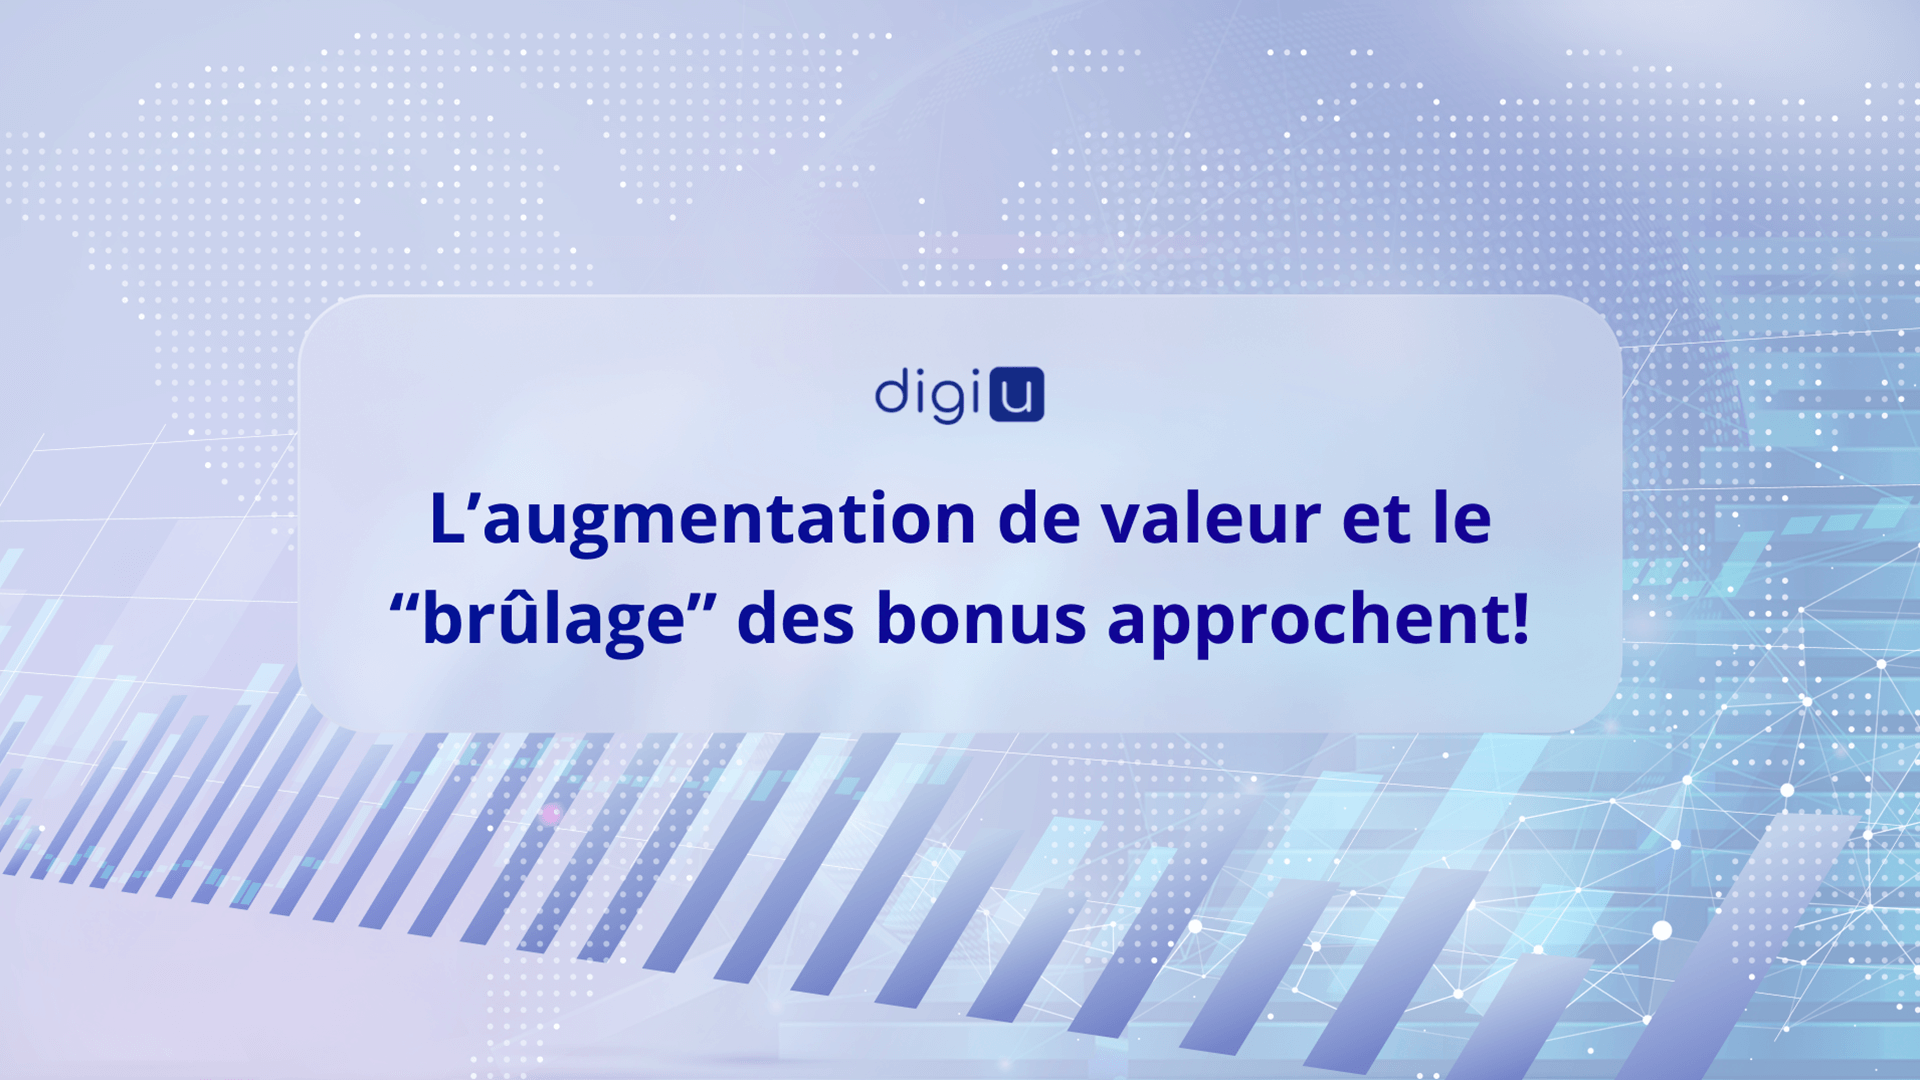 digiu
L’augmentation de valeur et le
“brûlage” des bonus approchent!